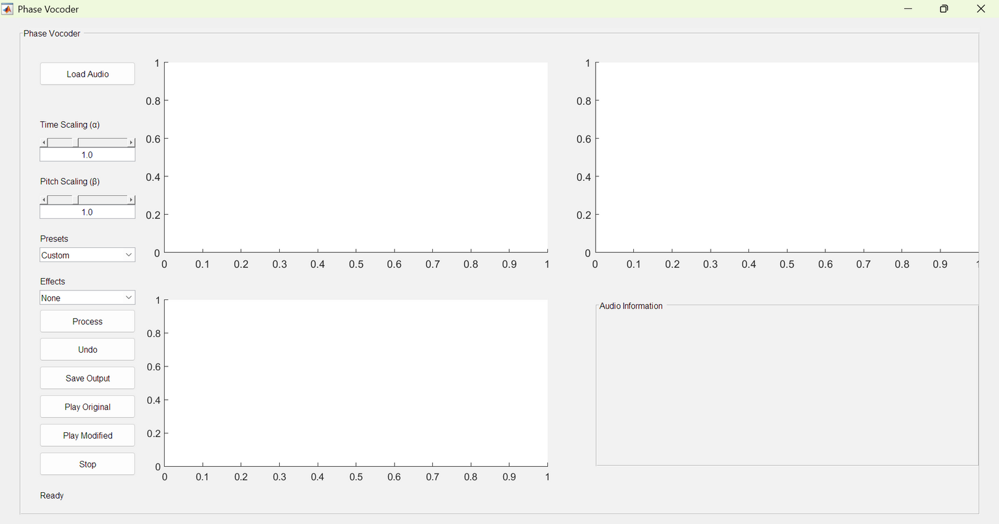 Phase Vocoder
Phase Vocoder
Load Audio
Time Scaling (α)
1.0
Pitch Scaling (β)
1.0
Presets
Custom
Effects
None
Process
Undo
Save Output
Play Original
Play Modified
Stop
Ready
1
0.8
0.6
0.4
0.2
0
0 0.1 0.2 0.3 0.4 0.5 0.6 0.7 0.8 0.9 1
1
0.8
0.6
0.4
0.2
0
0 0.1 0.2 0.3 0.4 0.5 0.6 0.7 0.8 0.9 1
1
0.8
0.6
0.4
0.2
0
0 0.1 0.2 0.3 0.4 0.5 0.6 0.7 0.8 0.9 1
Audio Information